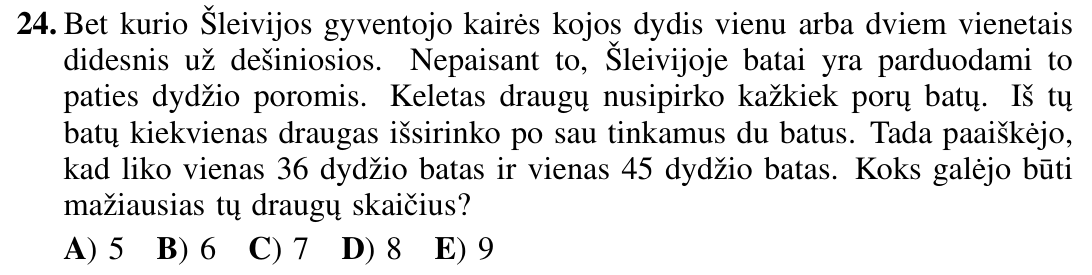 24. Bet kurio Šleivijos gyventojo kairės kojos dydis vienu arba dviem vienetais
didesnis už dešiniosios. Nepaisant to, Šleivijoje batai yra parduodami to
paties dydžio poromis. Keletas draugų nusipirko kažkiek porų batų. Iš tų
batų kiekvienas draugas išsirinko po sau tinkamus du batus. Tada paaiškėjo,
kad liko vienas 36 dydžio batas ir vienas 45 dydžio batas. Koks galėjo būti
mažiausias tų draugų skaičius?
A) 5 B) 6 C) 7 D) 8 E) 9